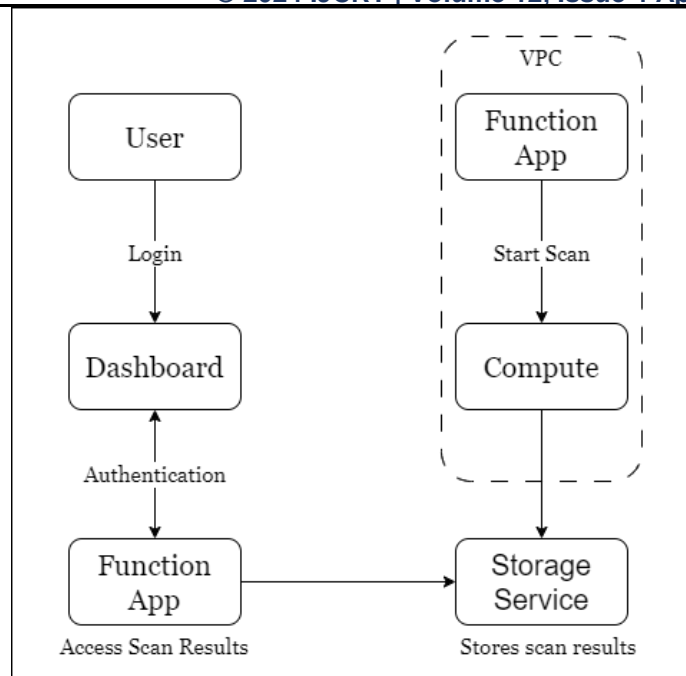 VPC
User
Function
App
Login
Start Scan
Dashboard
Compute
Authentication
Function
App
Storage
Service
Access Scan Results
Stores scan results